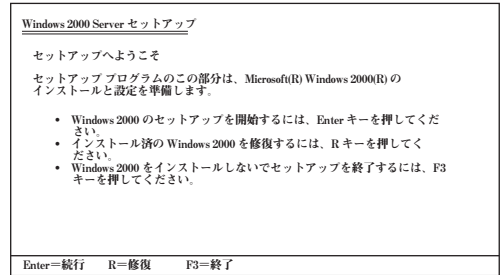 Windows 2000 Server セットアップ
セットアップへようこそ
セットアップ プログラムのこの部分は、Microsoft(R) Windows 2000(R) の
インストールと設定を準備します。
• Windows 2000 のセットアップを開始するには、Enter キーを押してくだ
さい。
• インストール済の Windows 2000 を修復するには、R キーを押してく
ださい。
• Windows 2000 をインストールしないでセットアップを終了するには、F3
キーを押してください。
Enter＝続行 R＝修復 F3＝終了